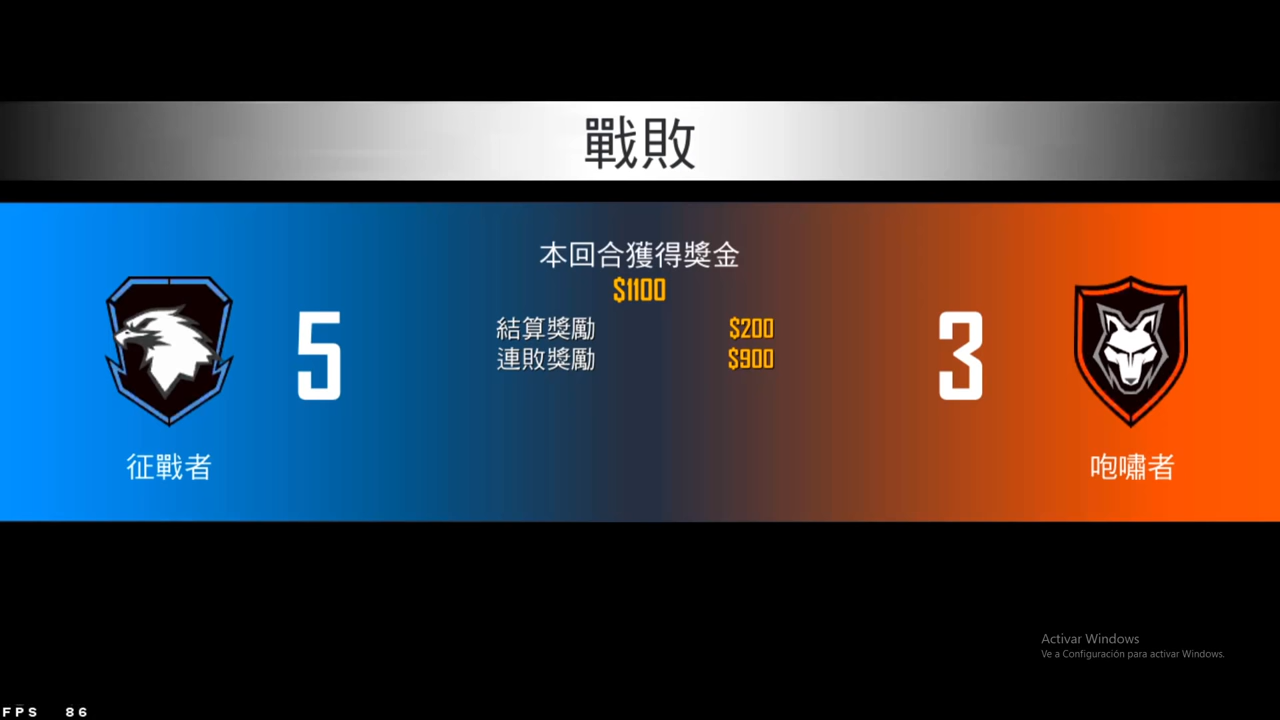 戰敗
本回合獲得獎金
$1100
結算獎勵 $200
連敗獎勵 $900
5
3
征戰者
咆嘯者
Activar Windows
Ve a Configuración para activar Windows.
FPS 86